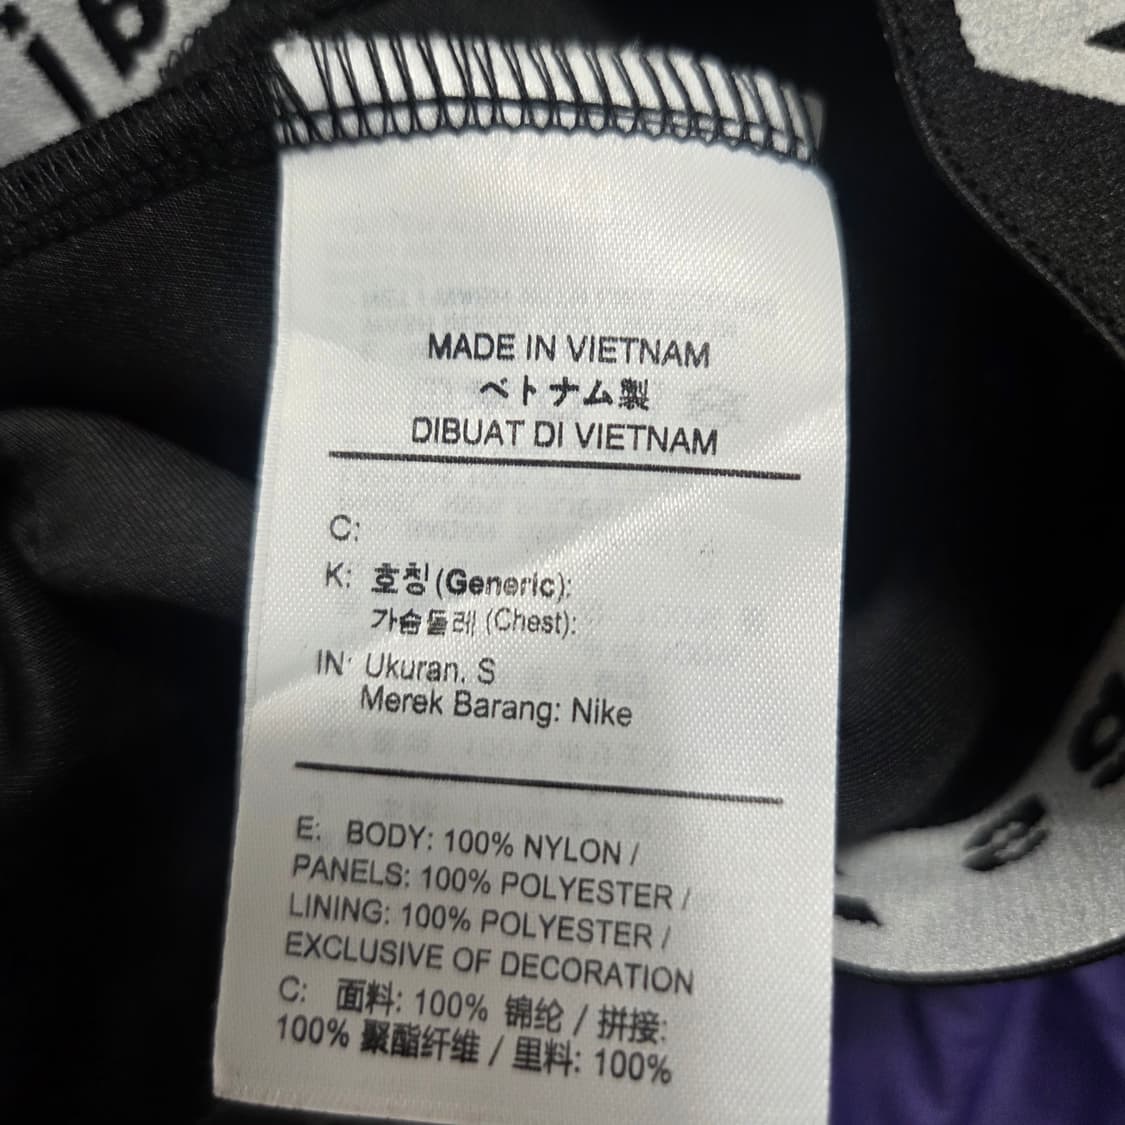 MADE IN VIETNAM
ベトナム製
DIBUAT DI VIETNAM
C:
K: 호칭(Generic):
가슴둘레 (Chest):
IN: Ukuran. S
Merek Barang: Nike
E: BODY: 100% NYLON /
PANELS: 100% POLYESTER /
LINING: 100% POLYESTER /
EXCLUSIVE OF DECORATION
C: 面料: 100% 锦纶 / 拼接:
100% 聚酯纤维 / 里料: 100%